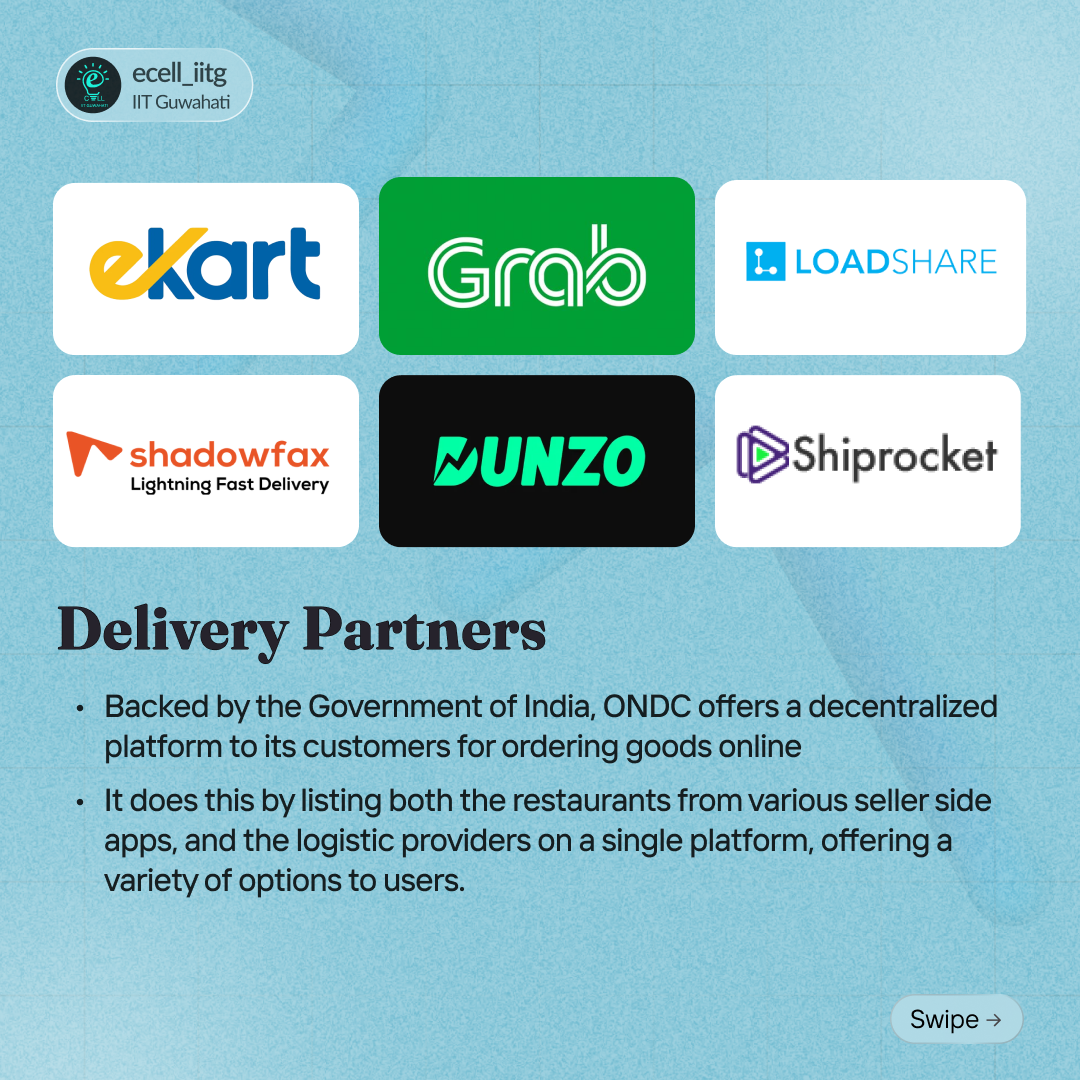 ecell_iitg
IIT Guwahati
e
CELL
IIT GUWAHATI
ekart
Grab
LOADSHARE
shadowfax
Lightning Fast Delivery
DUNZO
Shiprocket
Delivery Partners
• Backed by the Government of India, ONDC offers a decentralized
platform to its customers for ordering goods online
• It does this by listing both the restaurants from various seller side
apps, and the logistic providers on a single platform, offering a
variety of options to users.
Swipe →